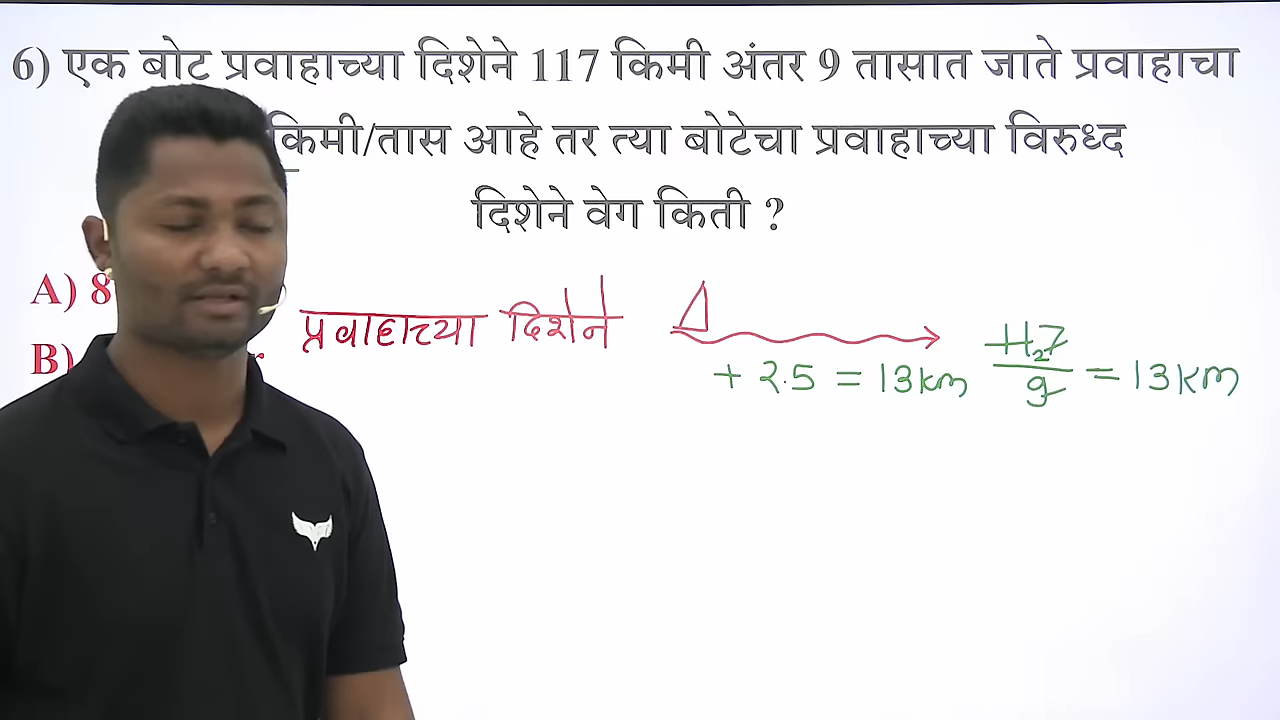 6) एक बोट प्रवाहाच्या दिशेने 117 किमी अंतर 9 तासात जाते प्रवाहाचा
किमी/तास आहे तर त्या बोटेचा प्रवाहाच्या विरुध्द
दिशेने वेग किती ?
A) 8
प्रवाहाच्या दिशेने
B)
+ 2.5 = 13km 117/9 = 13km